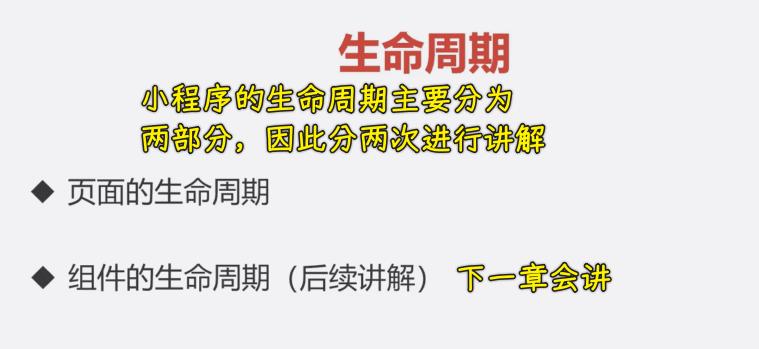 生命周期
小程序的生命周期主要分为
两部分，因此分两次进行讲解
◆ 页面的生命周期
◆ 组件的生命周期（后续讲解） 下一章会讲